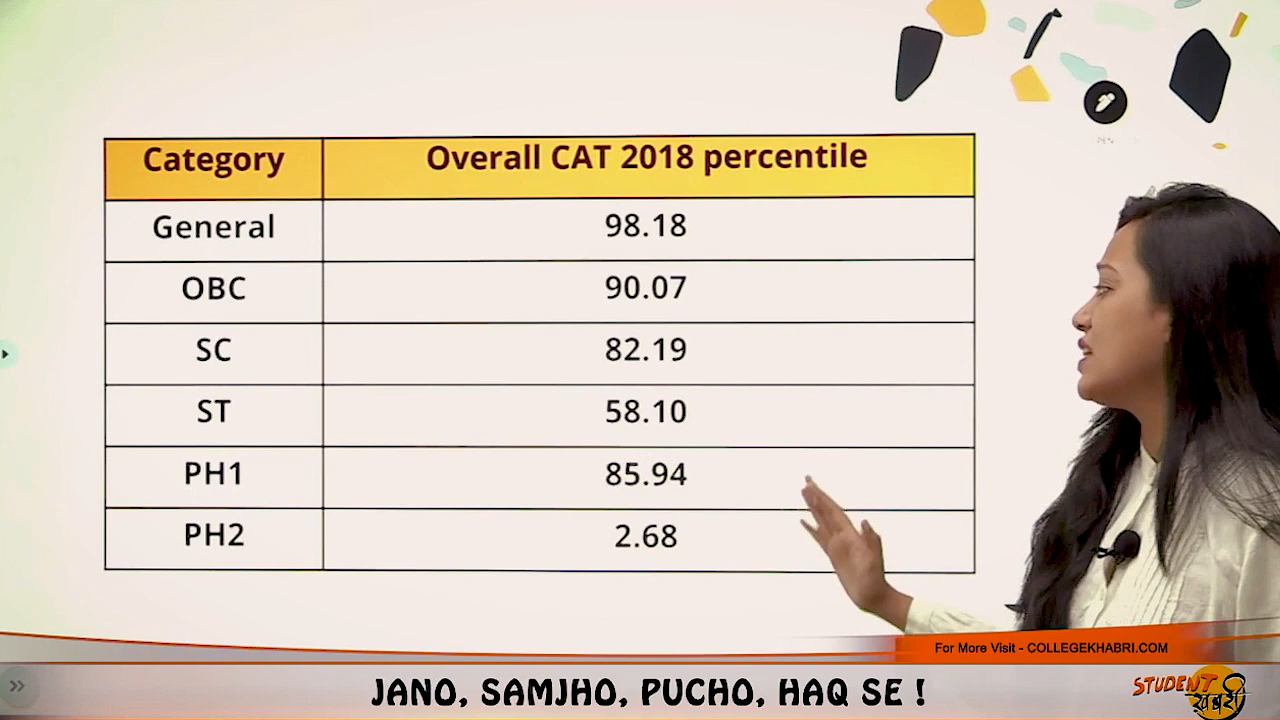 Category Overall CAT 2018 percentile
General 98.18
OBC 90.07
SC 82.19
ST 58.10
PH1 85.94
PH2 2.68
For More Visit - COLLEGEKHABRI.COM
JANO, SAMJHO, PUCHO, HAQ SE !
STUDENT
खबरी